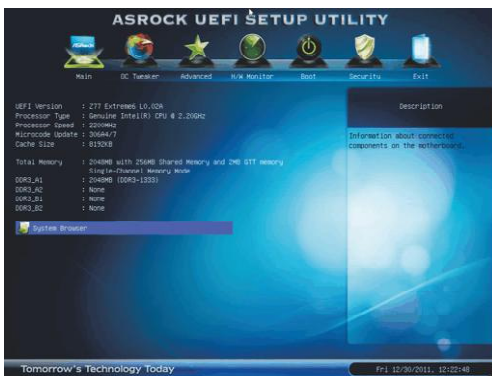 ASROCK UEFI SETUP UTILITY
Main OC Tweaker Advanced H/W Monitor Boot Security Exit
UEFI Version : Z77 Extreme6 L0.02A
Processor Type : Genuine Intel(R) CPU @ 2.20GHz
Processor Speed : 2200MHz
Microcode Update : 306A4/7
Cache Size : 8192KB
Total Memory : 2048MB with 256MB Shared Memory and 2MB GTT memory
Single-Channel Memory Mode
DDR3_A1 : 2048MB (DDR3-1333)
DDR3_A2 : None
DDR3_B1 : None
DDR3_B2 : None
System Browser
Description
Information about connected
components on the motherboard.
Tomorrow's Technology Today
Fri 12/30/2011, 12:22:48